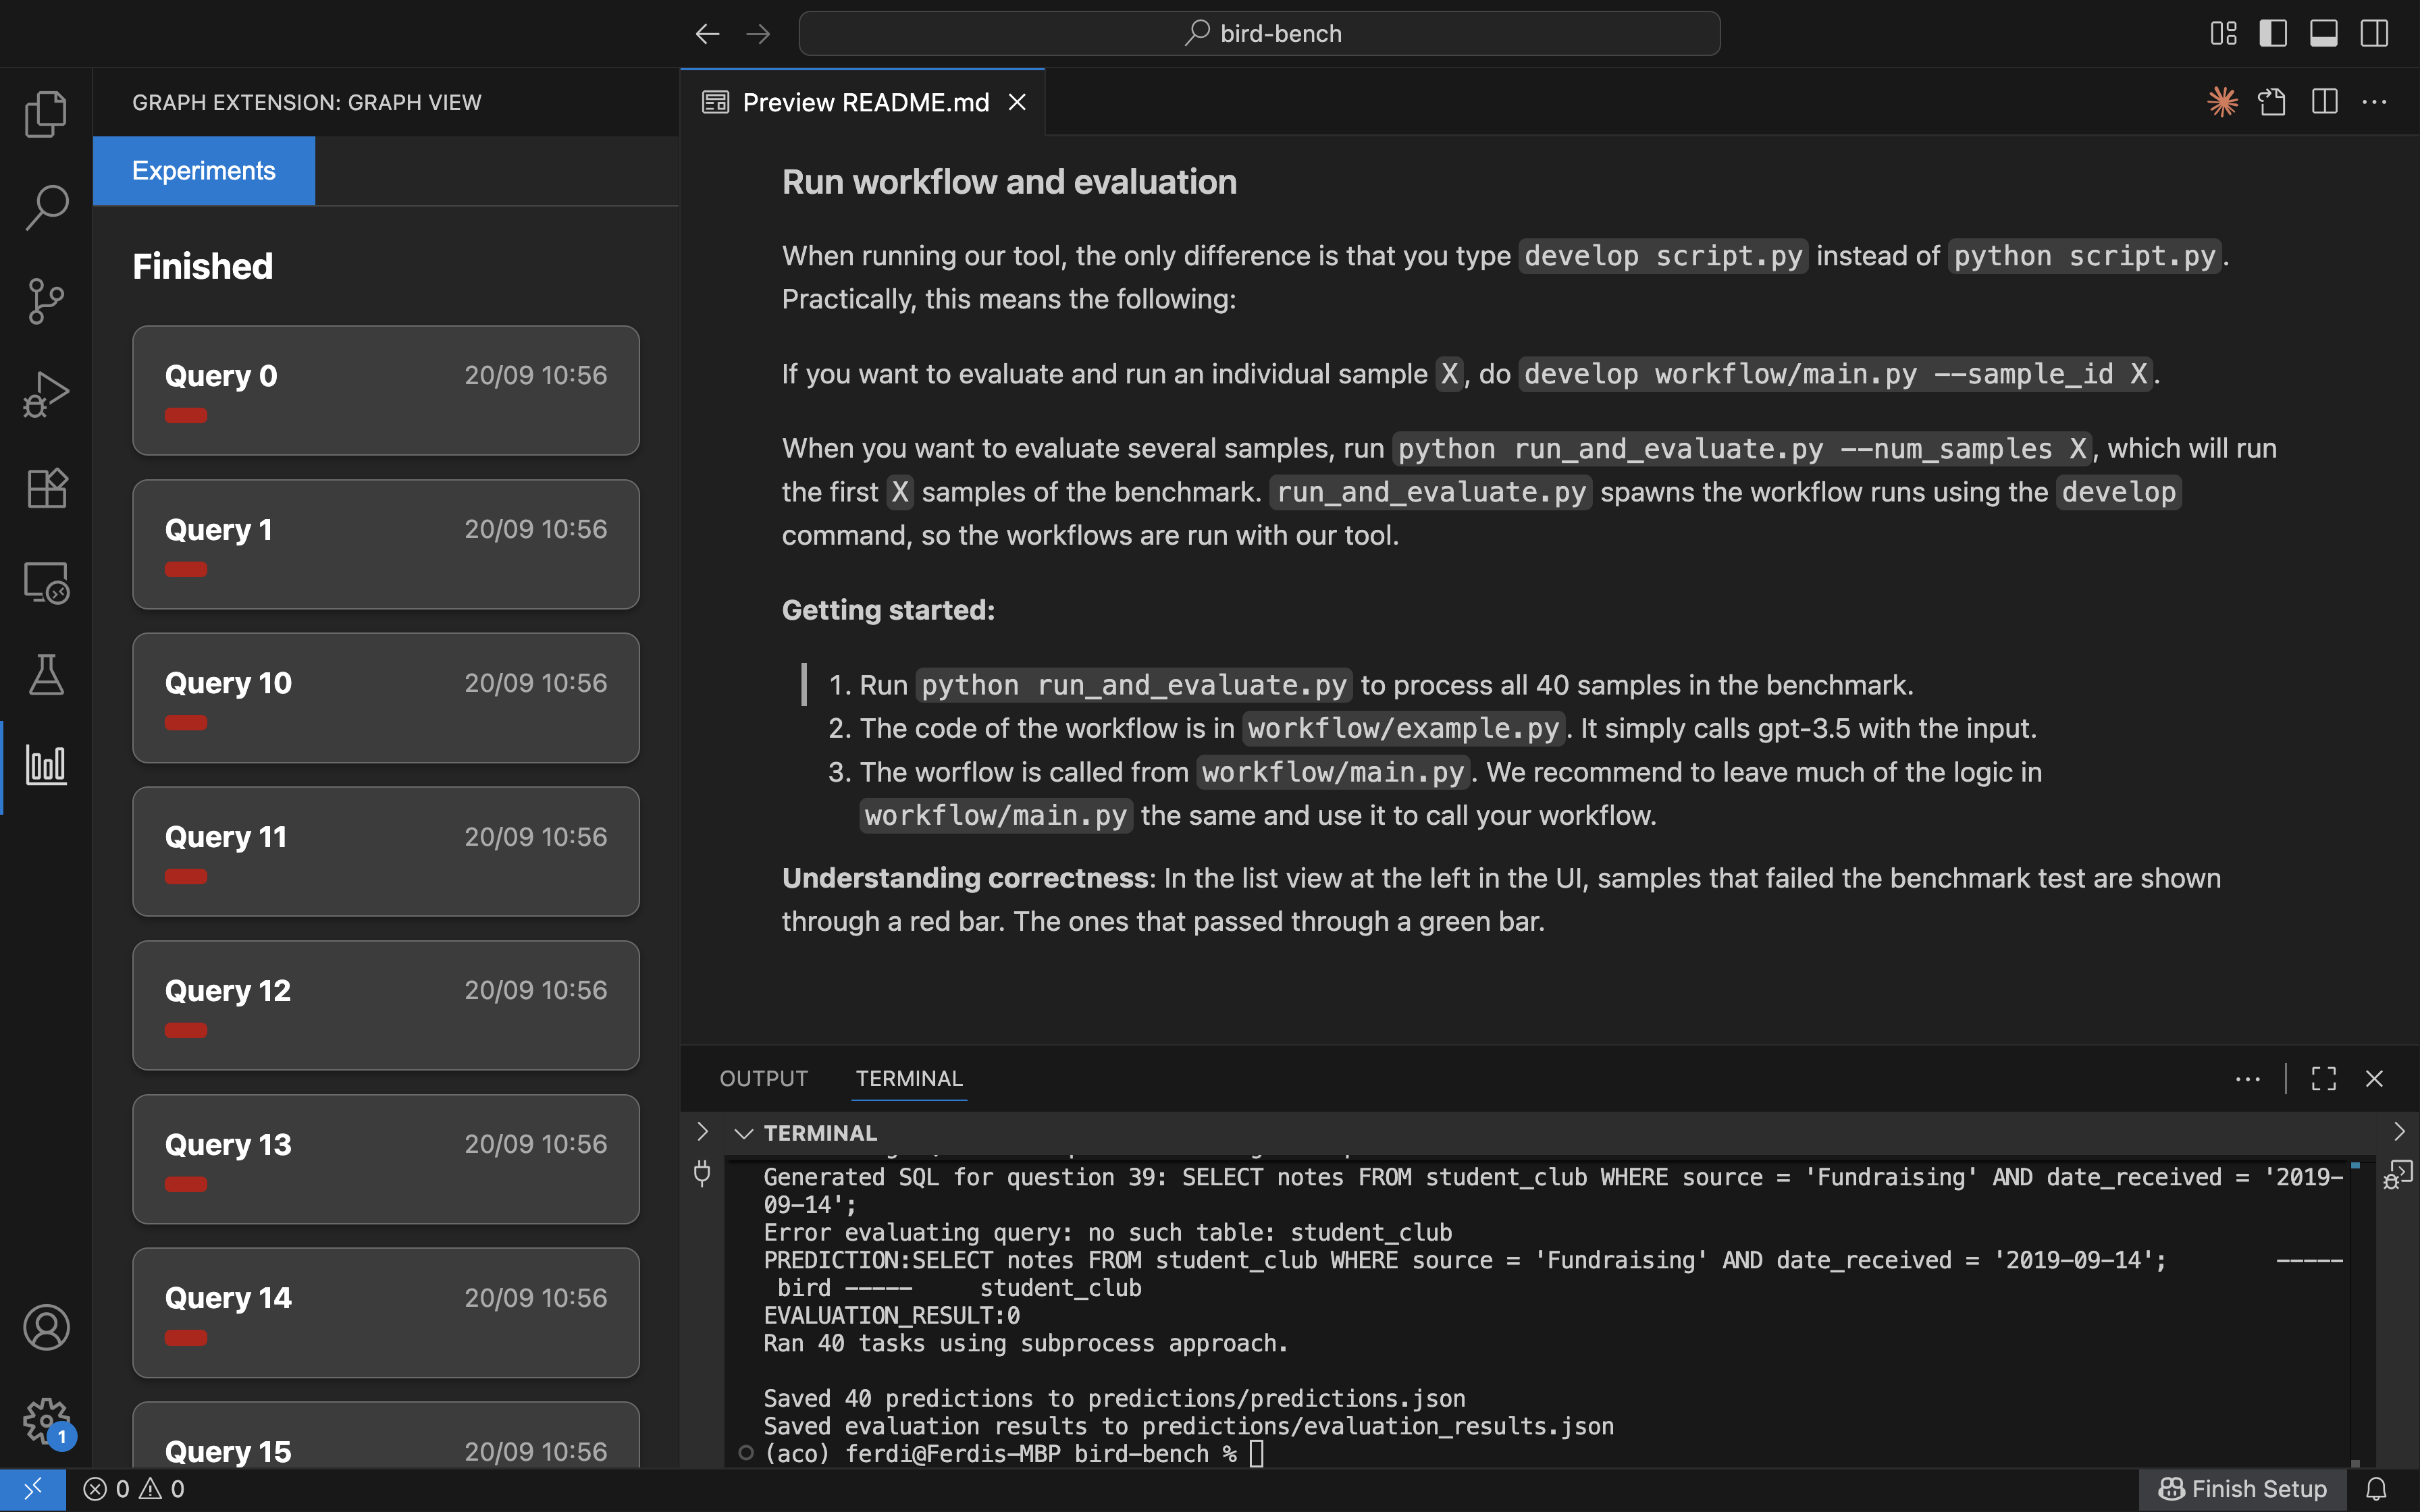 bird-bench
GRAPH EXTENSION: GRAPH VIEW
Experiments
Finished
Query 0 20/09 10:56
Query 1 20/09 10:56
Query 10 20/09 10:56
Query 11 20/09 10:56
Query 12 20/09 10:56
Query 13 20/09 10:56
Query 14 20/09 10:56
Query 15 20/09 10:56
1
Preview README.md
Run workflow and evaluation
When running our tool, the only difference is that you type develop script.py instead of python script.py.
Practically, this means the following:
If you want to evaluate and run an individual sample X, do develop workflow/main.py --sample_id X.
When you want to evaluate several samples, run python run_and_evaluate.py --num_samples X, which will run
the first X samples of the benchmark. run_and_evaluate.py spawns the workflow runs using the develop
command, so the workflows are run with our tool.
Getting started:
1. Run python run_and_evaluate.py to process all 40 samples in the benchmark.
2. The code of the workflow is in workflow/example.py. It simply calls gpt-3.5 with the input.
3. The worflow is called from workflow/main.py. We recommend to leave much of the logic in
workflow/main.py the same and use it to call your workflow.
Understanding correctness: In the list view at the left in the UI, samples that failed the benchmark test are shown
through a red bar. The ones that passed through a green bar.
OUTPUT TERMINAL
TERMINAL
Generated SQL for question 39: SELECT notes FROM student_club WHERE source = 'Fundraising' AND date_received = '2019-
09-14';
Error evaluating query: no such table: student_club
PREDICTION:SELECT notes FROM student_club WHERE source = 'Fundraising' AND date_received = '2019-09-14'; -----
bird ----- student_club
EVALUATION_RESULT:0
Ran 40 tasks using subprocess approach.
Saved 40 predictions to predictions/predictions.json
Saved evaluation results to predictions/evaluation_results.json
(aco) ferdi@Ferdis-MBP bird-bench %
0 0
Finish Setup